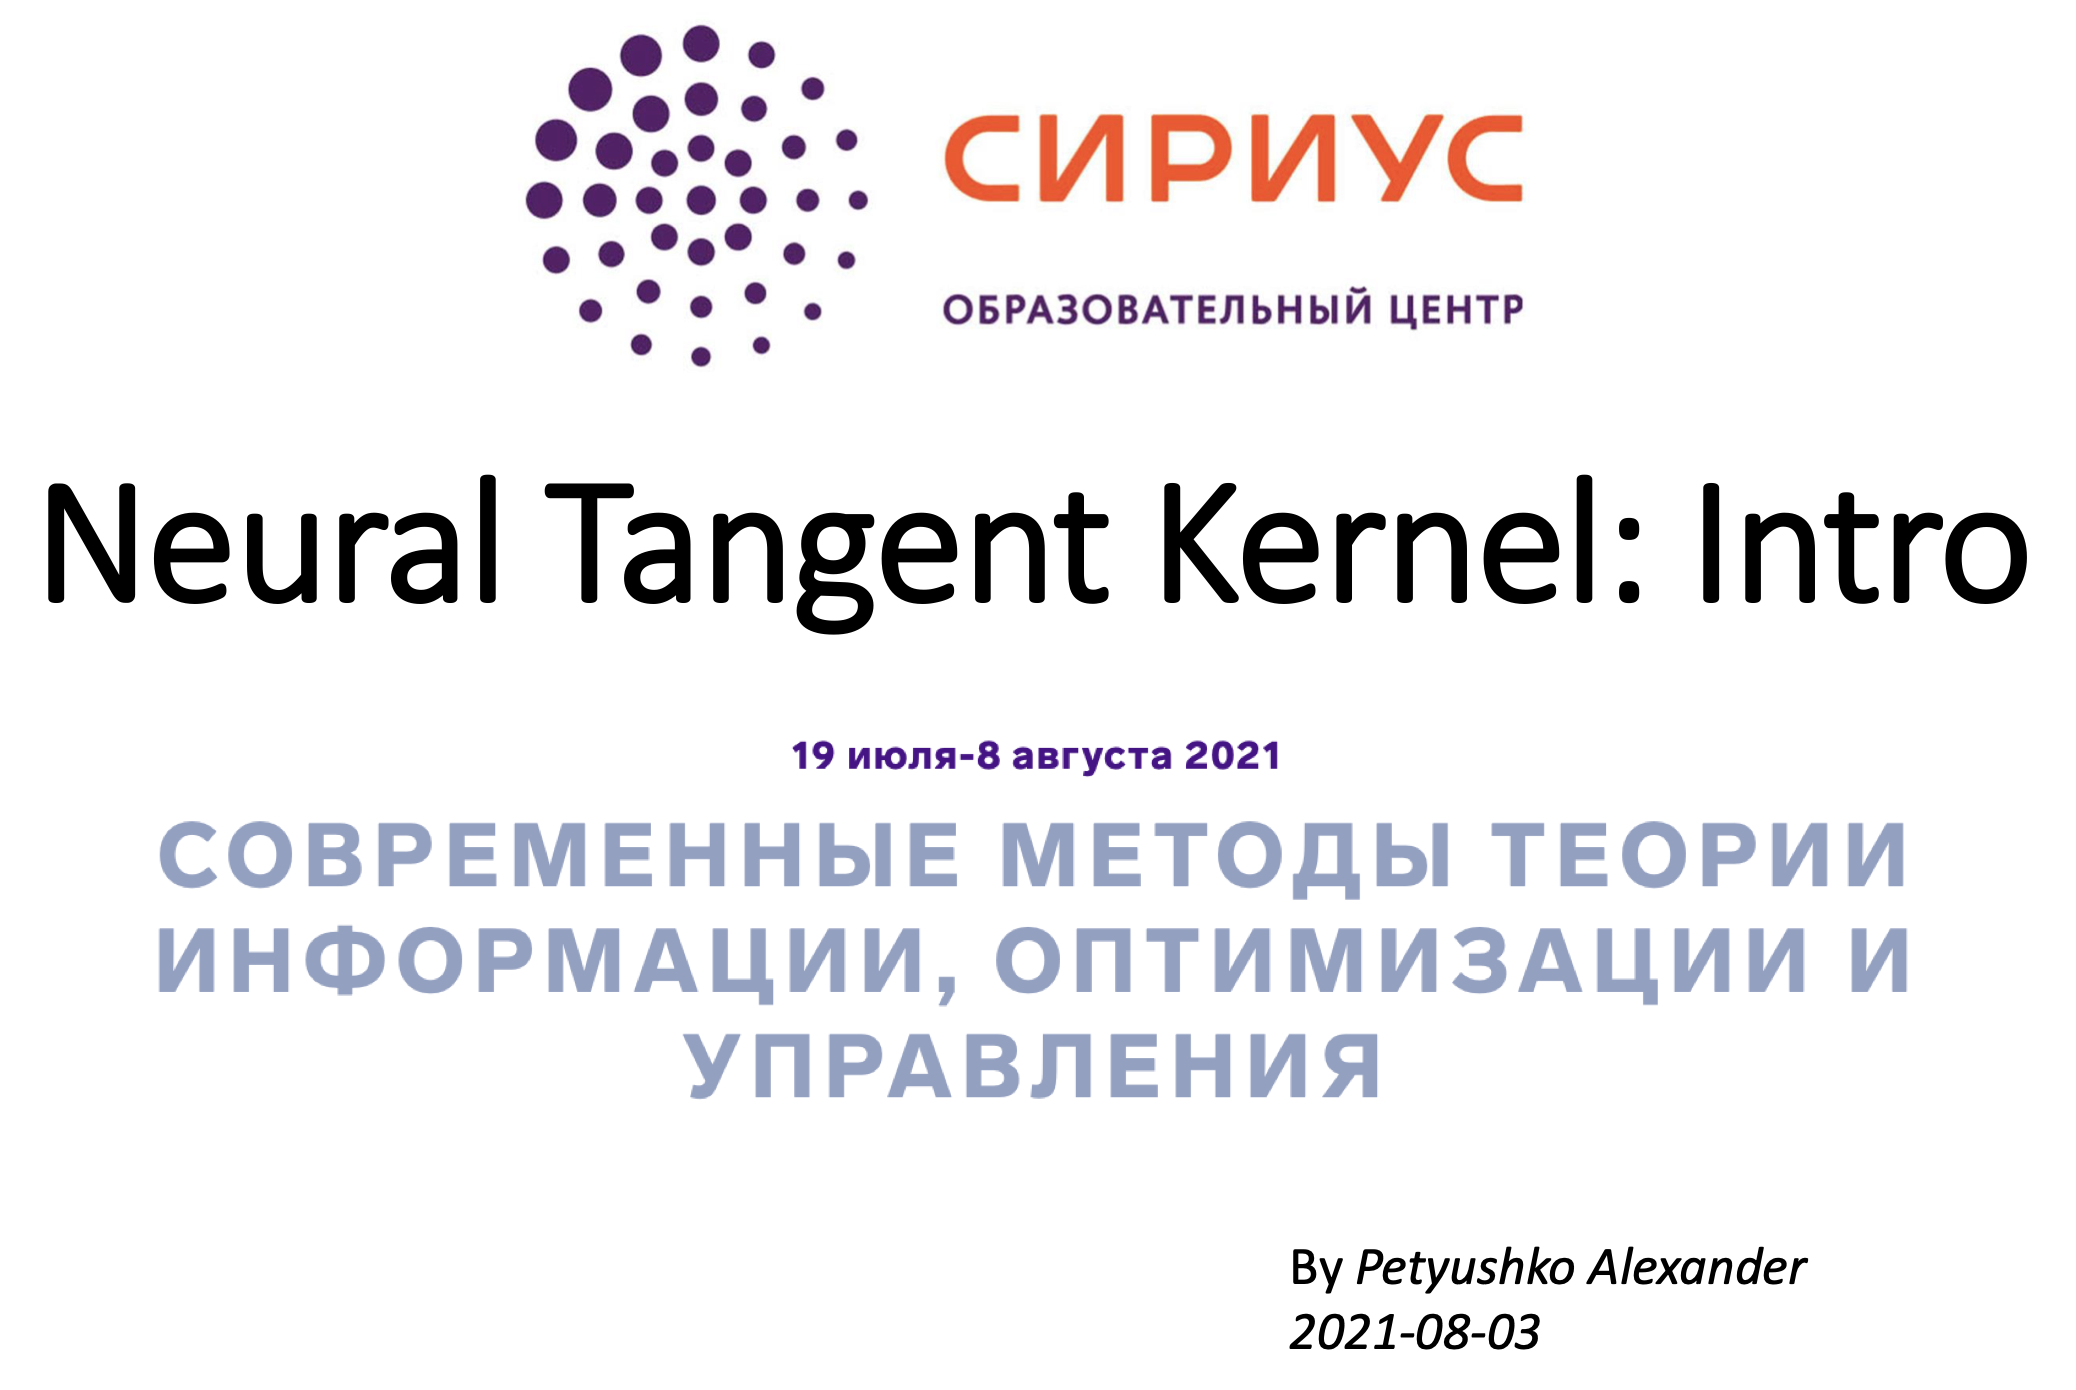 СИРИУС
ОБРАЗОВАТЕЛЬНЫЙ ЦЕНТР
Neural Tangent Kernel: Intro
19 июля-8 августа 2021
СОВРЕМЕННЫЕ МЕТОДЫ ТЕОРИИ
ИНФОРМАЦИИ, ОПТИМИЗАЦИИ И
УПРАВЛЕНИЯ
By Petyushko Alexander
2021-08-03